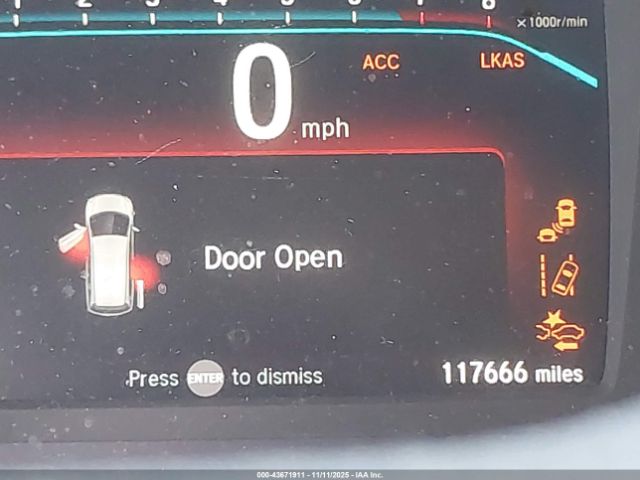 1 2 3 4 5 6 7 8
×1000r/min
0 mph
ACC LKAS
Door Open
Press ENTER to dismiss
117666 miles
000-43671911 - 11/11/2025 - IAA Inc.